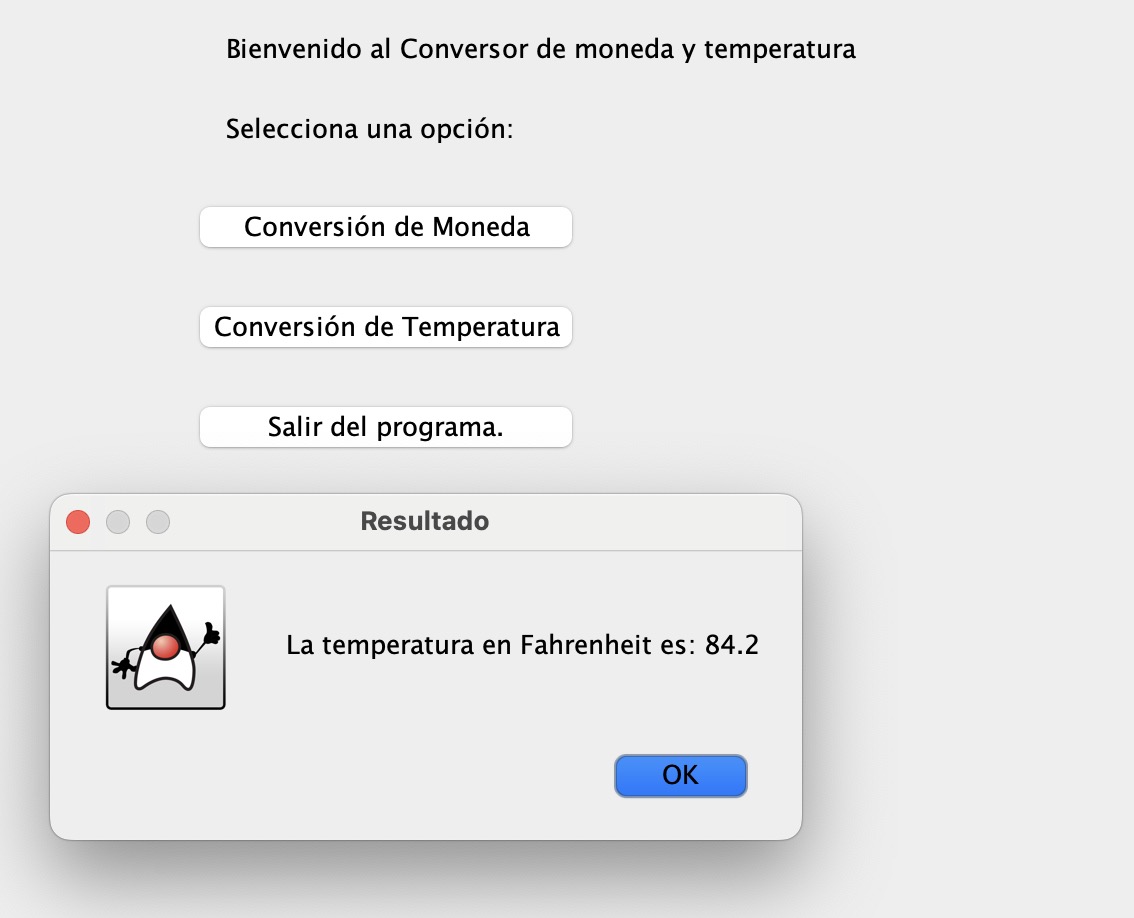 Bienvenido al Conversor de moneda y temperatura
Selecciona una opción:
Conversión de Moneda
Conversión de Temperatura
Salir del programa.
Resultado
La temperatura en Fahrenheit es: 84.2
OK